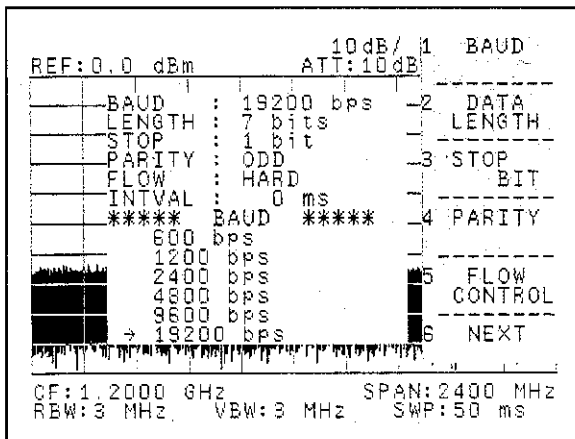 10dB/ 1 BAUD
REF:0.0 dBm ATT:10dB
BAUD : 19200 bps 2 DATA
LENGTH : 7 bits LENGTH
STOP : 1 bit
PARITY : ODD 3 STOP
FLOW : HARD BIT
INTVAL : 0 ms
***** BAUD ***** 4 PARITY
600 bps
1200 bps
2400 bps 5 FLOW
4800 bps CONTROL
9600 bps
→ 19200 bps 6 NEXT
CF:1.2000 GHz SPAN:2400 MHz
RBW:3 MHz VBW:3 MHz SWP:50 ms